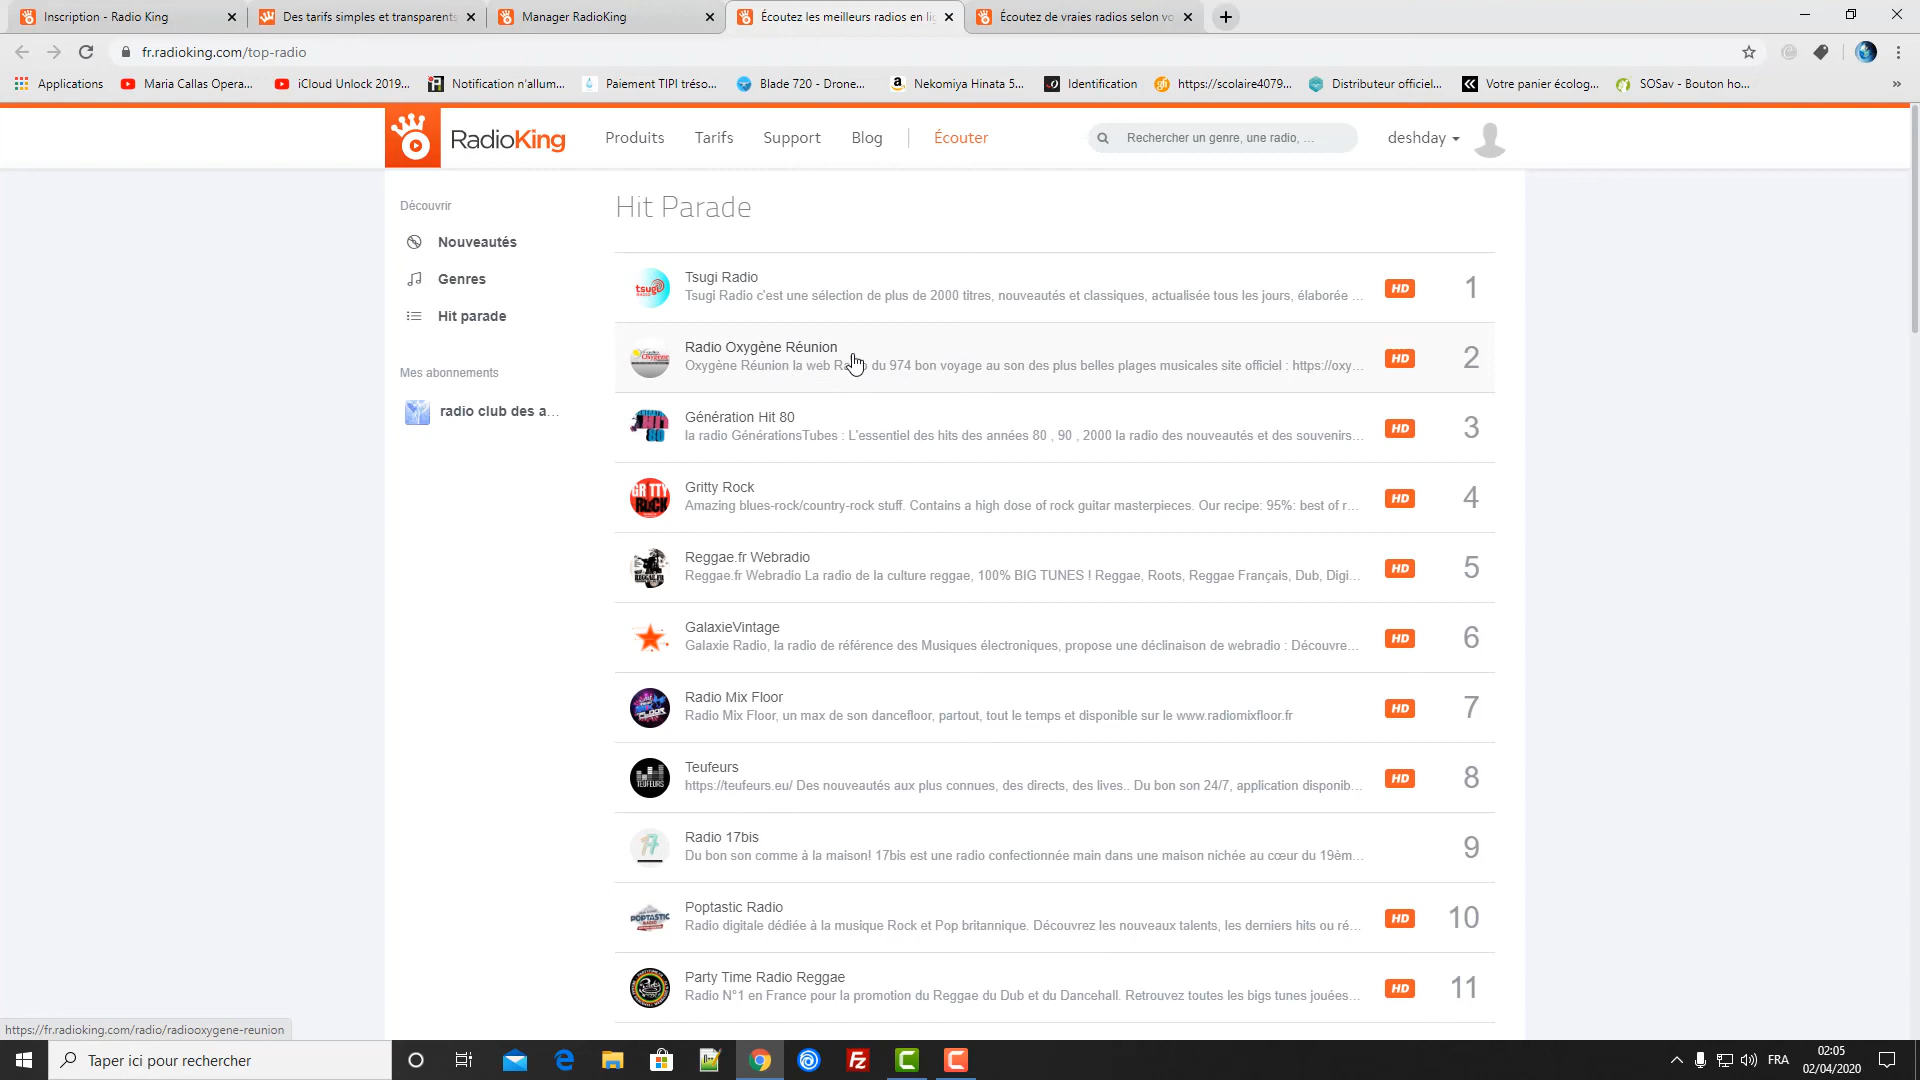 Inscription - Radio King
Des tarifs simples et transparents
Manager RadioKing
Écoutez les meilleurs radios en li
Écoutez de vraies radios selon vo
fr.radioking.com/top-radio
Applications
Maria Callas Opera...
iCloud Unlock 2019...
Notification n'allum...
Paiement TIPI tréso...
Blade 720 - Drone...
Nekomiya Hinata 5...
Identification
https://scolaire4079...
Distributeur officiel...
Votre panier écolog...
SOSav - Bouton ho...
RadioKing
Produits
Tarifs
Support
Blog
Écouter
Rechercher un genre, une radio, ...
deshday
Découvrir
Nouveautés
Genres
Hit parade
Mes abonnements
radio club des a...
Hit Parade
Tsugi Radio
Tsugi Radio c'est une sélection de plus de 2000 titres, nouveautés et classiques, actualisée tous les jours, élaborée ...
HD
1
Radio Oxygène Réunion
Oxygène Réunion la web Ra du 974 bon voyage au son des plus belles plages musicales site officiel : https://oxy...
HD
2
Génération Hit 80
la radio GénérationsTubes : L'essentiel des hits des années 80 , 90 , 2000 la radio des nouveautés et des souvenirs...
HD
3
Gritty Rock
Amazing blues-rock/country-rock stuff. Contains a high dose of rock guitar masterpieces. Our recipe: 95%: best of r...
HD
4
Reggae.fr Webradio
Reggae.fr Webradio La radio de la culture reggae, 100% BIG TUNES ! Reggae, Roots, Reggae Français, Dub, Digi...
HD
5
GalaxieVintage
Galaxie Radio, la radio de référence des Musiques électroniques, propose une déclinaison de webradio : Découvre...
HD
6
Radio Mix Floor
Radio Mix Floor, un max de son dancefloor, partout, tout le temps et disponible sur le www.radiomixfloor.fr
HD
7
Teufeurs
https://teufeurs.eu/ Des nouveautés aux plus connues, des directs, des lives.. Du bon son 24/7, application disponib...
HD
8
Radio 17bis
Du bon son comme à la maison! 17bis est une radio confectionnée main dans une maison nichée au cœur du 19èm...
9
Poptastic Radio
Radio digitale dédiée à la musique Rock et Pop britannique. Découvrez les nouveaux talents, les derniers hits ou ré...
HD
10
Party Time Radio Reggae
Radio N°1 en France pour la promotion du Reggae du Dub et du Dancehall. Retrouvez toutes les bigs tunes jouées...
HD
11
https://fr.radioking.com/radio/radiooxygene-reunion
Taper ici pour rechercher
FRA
02:05
02/04/2020